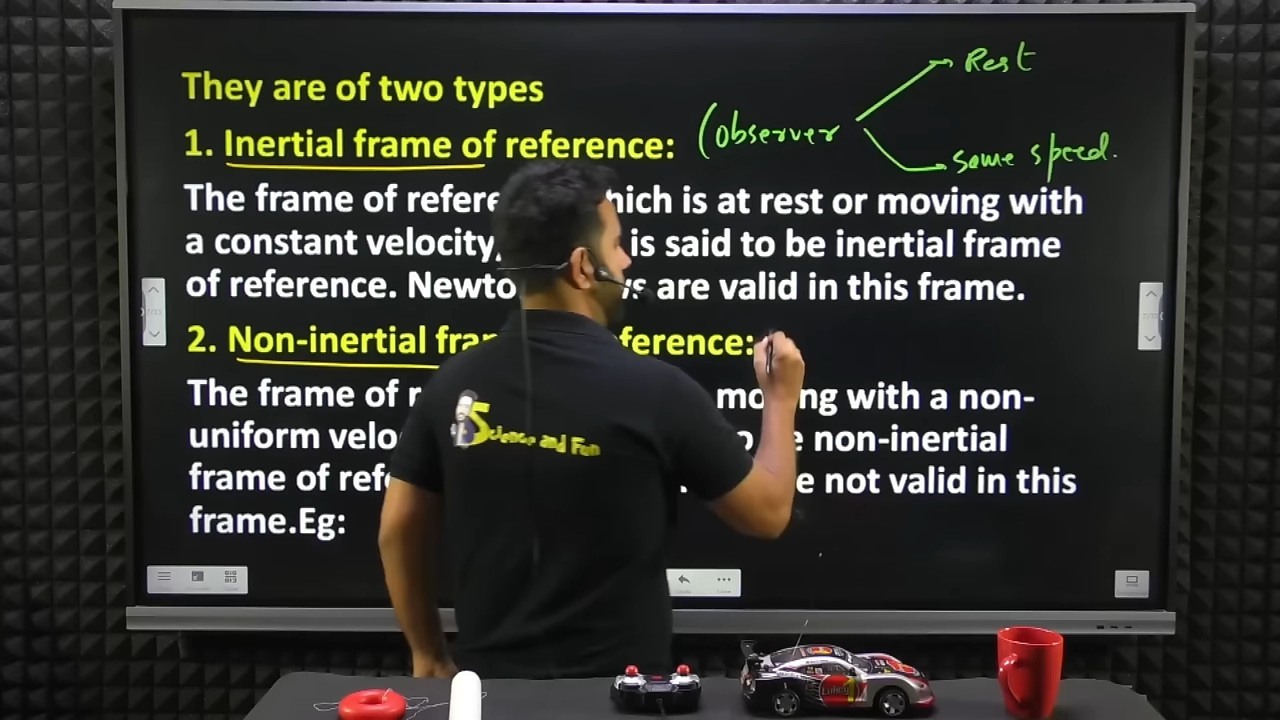 They are of two types
Rest
1. Inertial frame of reference: (observer
same speed.
The frame of refere hich is at rest or moving with
a constant velocity, is said to be inertial frame
of reference. Newto s are valid in this frame.
2. Non-inertial fra ference:
The frame of with a non-
uniform velo non-inertial
frame of ref not valid in this
frame.Eg:
Science and Fun